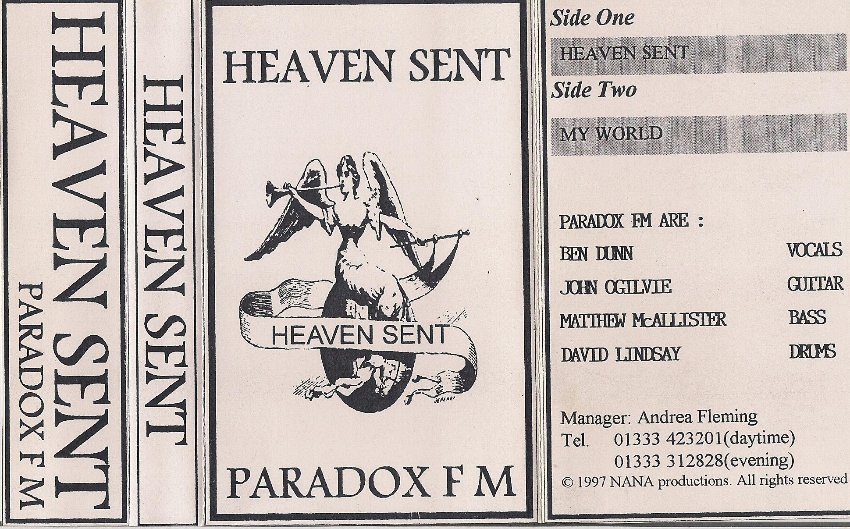 HEAVEN SENT
PARADOX F M
HEAVEN SENT
HEAVEN SENT
HEAVEN SENT
PARADOX F M
Side One
HEAVEN SENT
Side Two
MY WORLD
PARADOX FM ARE :
BEN DUNN VOCALS
JOHN OGILVIE GUITAR
MATTHEW McALLISTER BASS
DAVID LINDSAY DRUMS
Manager: Andrea Fleming
Tel. 01333 423201(daytime)
01333 312828(evening)
© 1997 NANA productions. All rights reserved